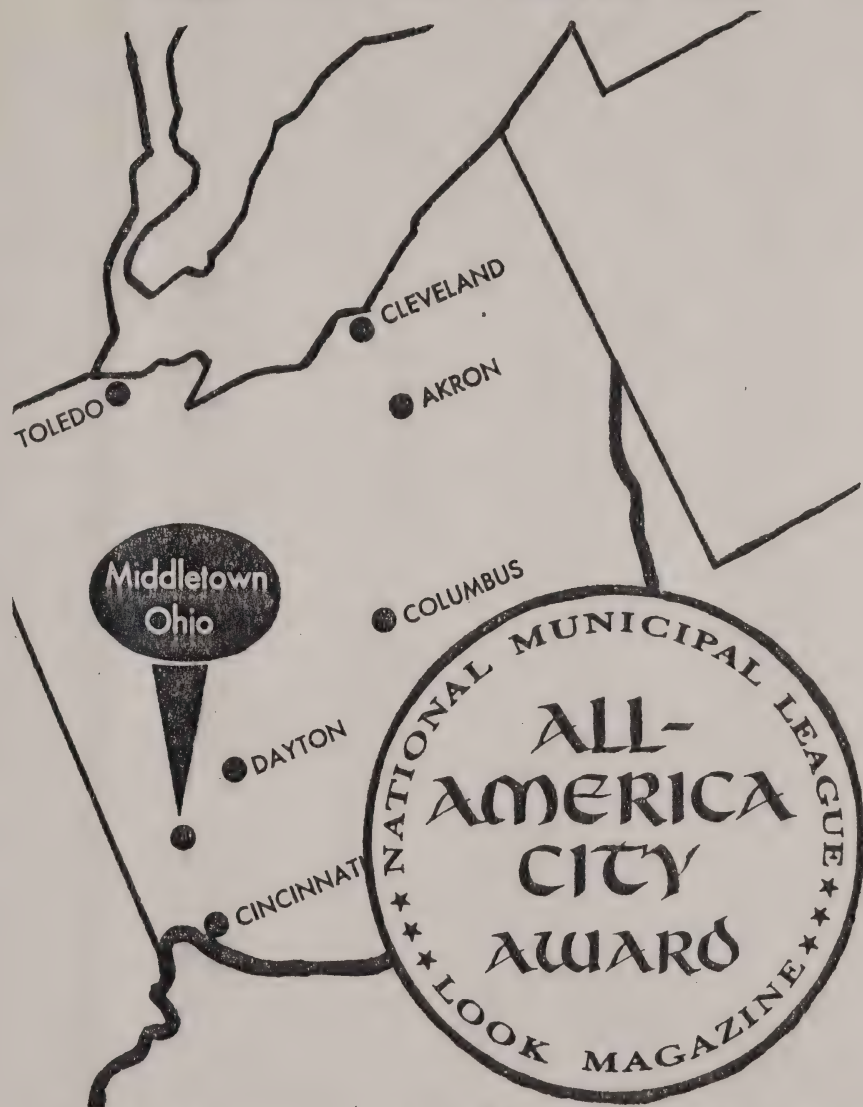 CLEVELAND
AKRON
TOLEDO
Middletown
Ohio
COLUMBUS
DAYTON
CINCINNATI
NATIONAL MUNICIPAL LEAGUE
ALL-
AMERICA
CITY
AWARD
★★★ LOOK MAGAZINE ★★★